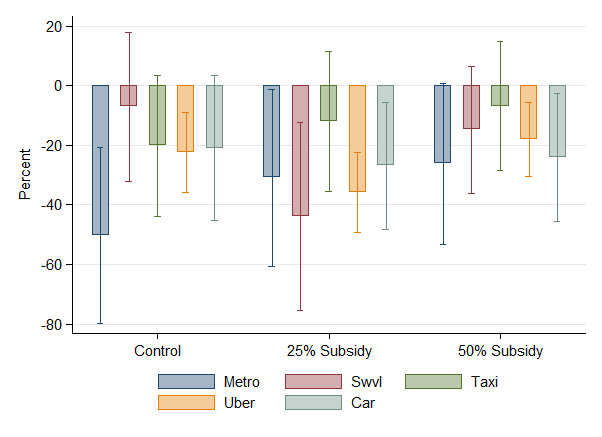 20
0
-20
-40
-60
-80
Percent
Control 25% Subsidy 50% Subsidy
Metro Swvl Taxi
Uber Car